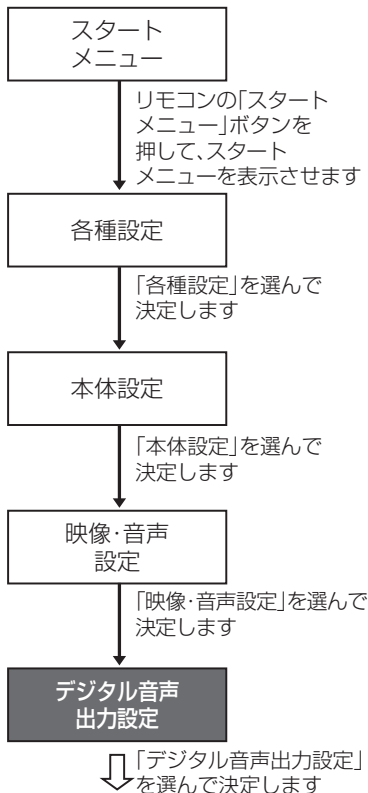 スタート
メニュー
リモコンの「スタート
メニュー」ボタンを
押して、スタート
メニューを表示させます
各種設定
「各種設定」を選んで
決定します
本体設定
「本体設定」を選んで
決定します
映像・音声
設定
「映像・音声設定」を選んで
決定します
デジタル音声
出力設定
「デジタル音声出力設定」
を選んで決定します